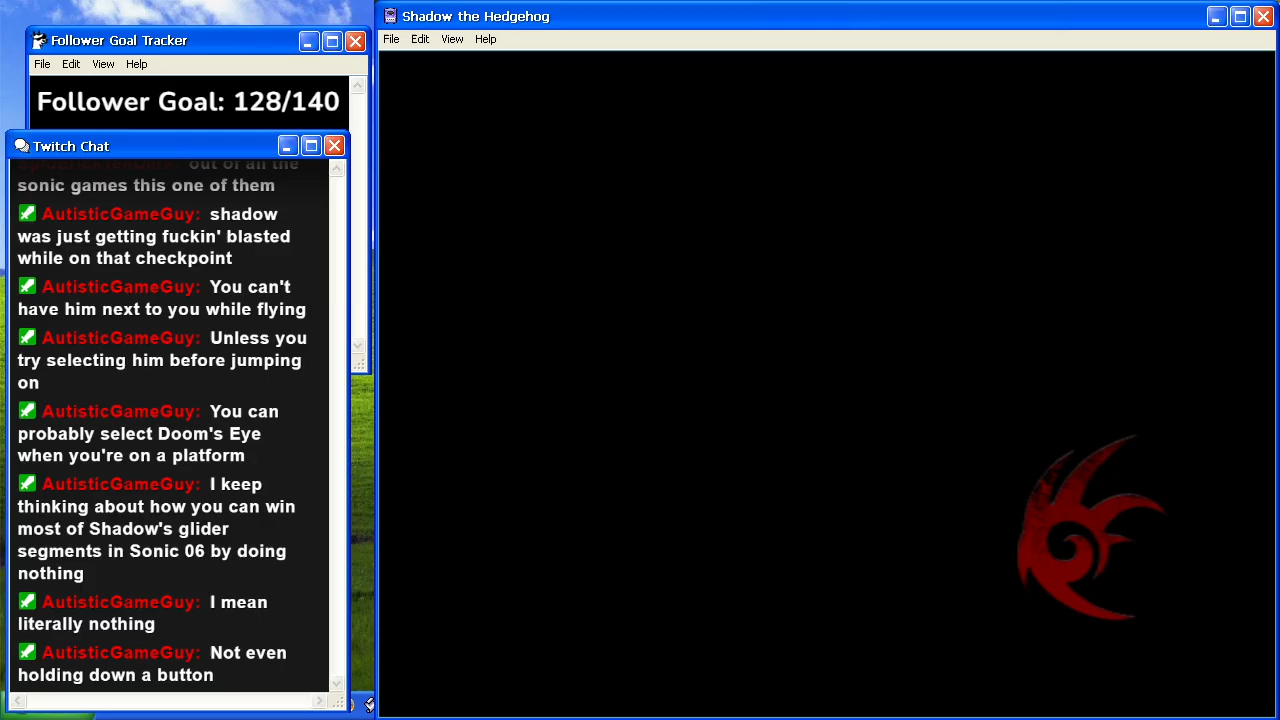 Follower Goal Tracker
File Edit View Help
Follower Goal: 128/140
Twitch Chat
out of all the
sonic games this one of them
AutisticGameGuy: shadow
was just getting fuckin' blasted
while on that checkpoint
AutisticGameGuy: You can't
have him next to you while flying
AutisticGameGuy: Unless you
try selecting him before jumping
on
AutisticGameGuy: You can
probably select Doom's Eye
when you're on a platform
AutisticGameGuy: I keep
thinking about how you can win
most of Shadow's glider
segments in Sonic 06 by doing
nothing
AutisticGameGuy: I mean
literally nothing
AutisticGameGuy: Not even
holding down a button
Shadow the Hedgehog
File Edit View Help